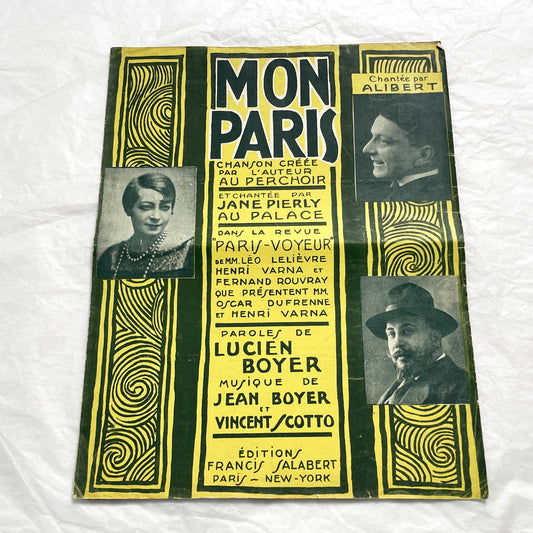 MON
PARIS
CHANSON CRÉÉE
PAR L'AUTEUR
AU PERCHOIR
ET CHANTÉE PAR
JANE PIERLY
AU PALACE
DANS LA REVUE
"PARIS-VOYEUR"
DE MM. LÉO LELIÈVRE
HENRI VARNA ET
FERNAND ROUVRAY
QUE PRÉSENTENT MM.
OSCAR DUFRENNE
ET HENRI VARNA
PAROLES DE
LUCIEN
BOYER
MUSIQUE DE
JEAN BOYER
ET
VINCENT SCOTTO
ÉDITIONS
FRANCIS SALABERT
PARIS ~ NEW-YORK
Chantée par
ALIBERT